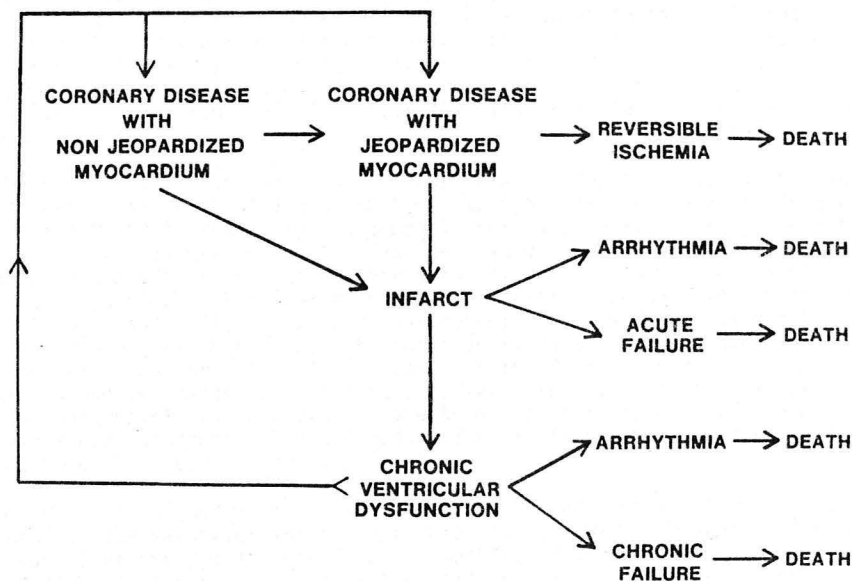 CORONARY DISEASE
WITH
NON JEOPARDIZED
MYOCARDIUM
CORONARY DISEASE
WITH
JEOPARDIZED
MYOCARDIUM
REVERSIBLE
ISCHEMIA
DEATH
INFARCT
ARRHYTHMIA
DEATH
ACUTE
FAILURE
DEATH
CHRONIC
VENTRICULAR
DYSFUNCTION
ARRHYTHMIA
DEATH
CHRONIC
FAILURE
DEATH